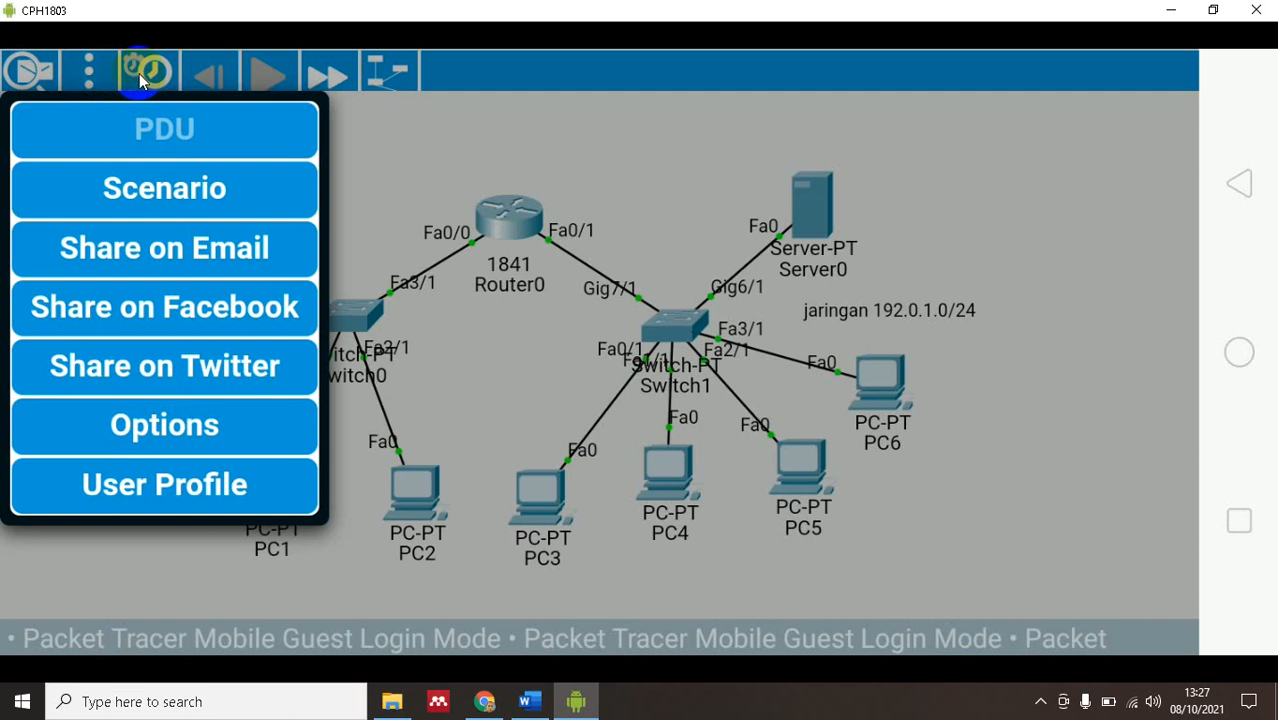 CPH1803
PDU
Scenario
Share on Email
Share on Facebook
Share on Twitter
Options
User Profile
Fa0/0
Fa0/1
1841
Router0
Fa3/1
Gig7/1
Fa0
Server-PT
Server0
Gig6/1
jaringan 192.0.1.0/24
Fa3/1
Fa0/1
Fa2/1
Switch-PT
Switch1
Fa2/1
witch0
Fa0
Fa0
Fa0
Fa0
Fa0
PC-PT
PC1
PC-PT
PC2
PC-PT
PC3
PC-PT
PC4
PC-PT
PC5
PC-PT
PC6
• Packet Tracer Mobile Guest Login Mode • Packet Tracer Mobile Guest Login Mode • Packet
Type here to search
13:27
08/10/2021